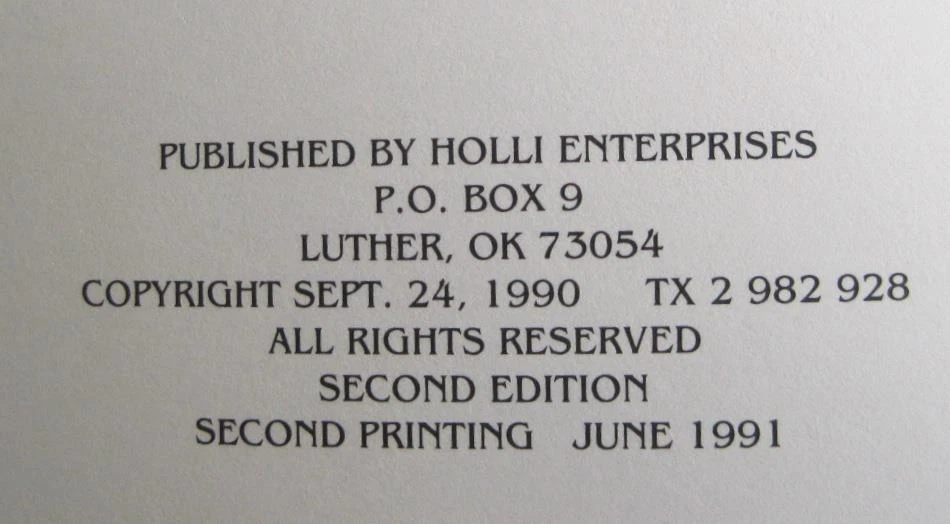 PUBLISHED BY HOLLI ENTERPRISES
P.O. BOX 9
LUTHER, OK 73054
COPYRIGHT SEPT. 24, 1990 TX 2 982 928
ALL RIGHTS RESERVED
SECOND EDITION
SECOND PRINTING JUNE 1991